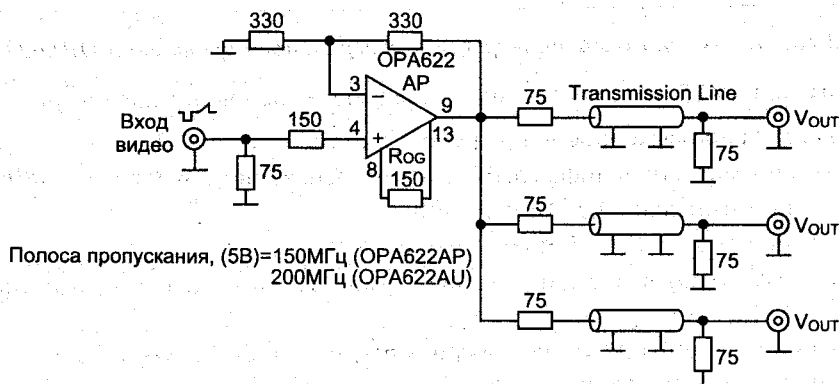 330
330
OPA622
AP
3
9
75
Transmission Line
Вход
видео
150
4
13
VOUT
75
ROG
8
150
75
75
VOUT
75
Полоса пропускания, (5В)=150МГц (OPA622AP)
200МГц (OPA622AU)
75
VOUT
75